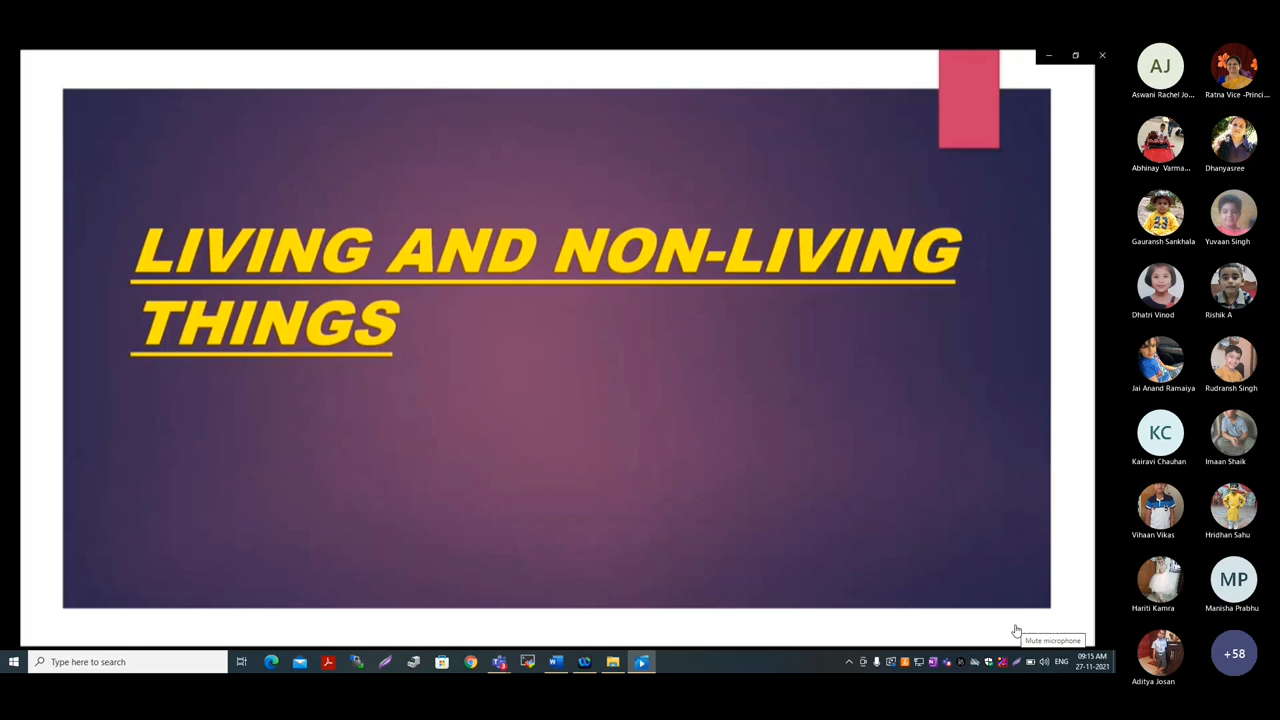 LIVING AND NON-LIVING
THINGS
AJ
Aswani Rachel Jo...
Ratna Vice -Princi...
Abhinay Varma...
Dhanyasree
Gauransh Sankhala
Yuvaan Singh
Dhatri Vinod
Rishik A
Jai Anand Ramaiya
Rudransh Singh
KC
Kairavi Chauhan
Imaan Shaik
Vihaan Vikas
Hridhan Sahu
MP
Hariti Kamra
Manisha Prabhu
+58
Aditya Josan
Mute microphone
Type here to search
ENG
09:15 AM
27-11-2021